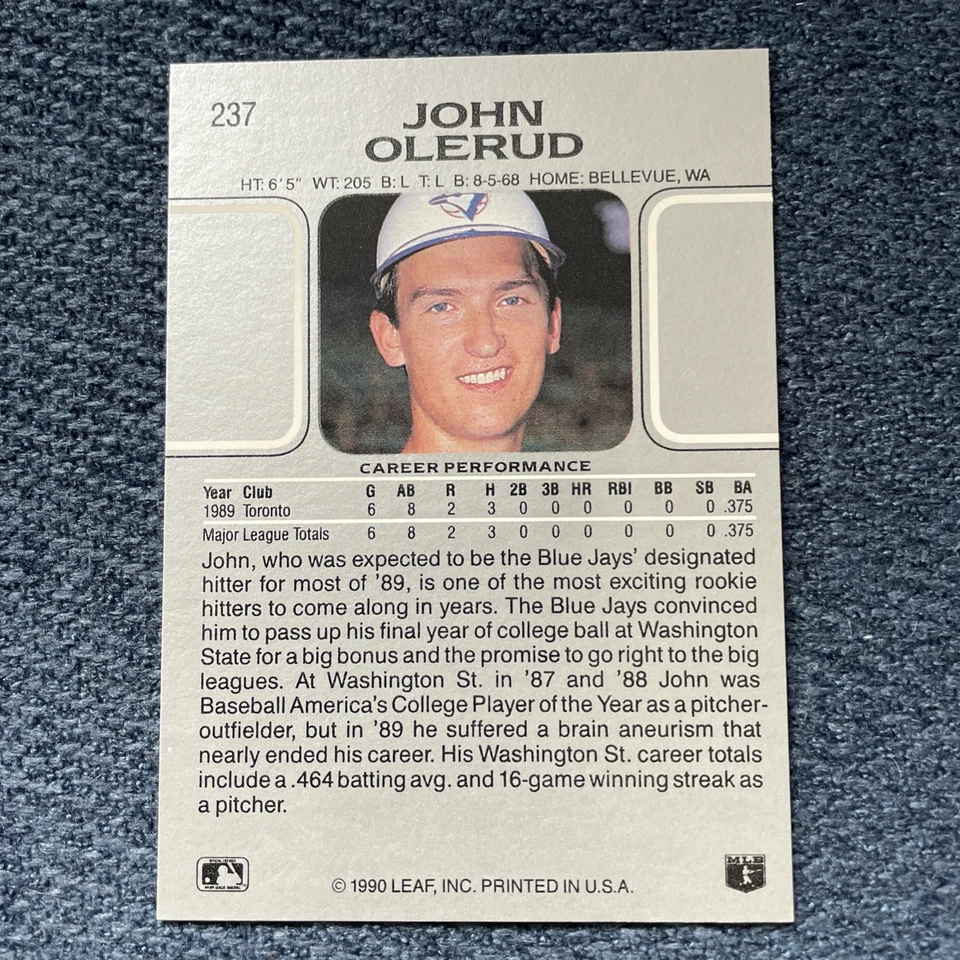 237
JOHN
OLERUD
HT: 6'5" WT: 205 B: L T: L B: 8-5-68 HOME: BELLEVUE, WA
CAREER PERFORMANCE
Year Club G AB R H 2B 3B HR RBI BB SB BA
1989 Toronto 6 8 2 3 0 0 0 0 0 0 .375
Major League Totals 6 8 2 3 0 0 0 0 0 0 .375
John, who was expected to be the Blue Jays' designated
hitter for most of '89, is one of the most exciting rookie
hitters to come along in years. The Blue Jays convinced
him to pass up his final year of college ball at Washington
State for a big bonus and the promise to go right to the big
leagues. At Washington St. in '87 and '88 John was
Baseball America's College Player of the Year as a pitcher-
outfielder, but in '89 he suffered a brain aneurism that
nearly ended his career. His Washington St. career totals
include a .464 batting avg. and 16-game winning streak as
a pitcher.
© 1990 LEAF, INC. PRINTED IN U.S.A.
MLB